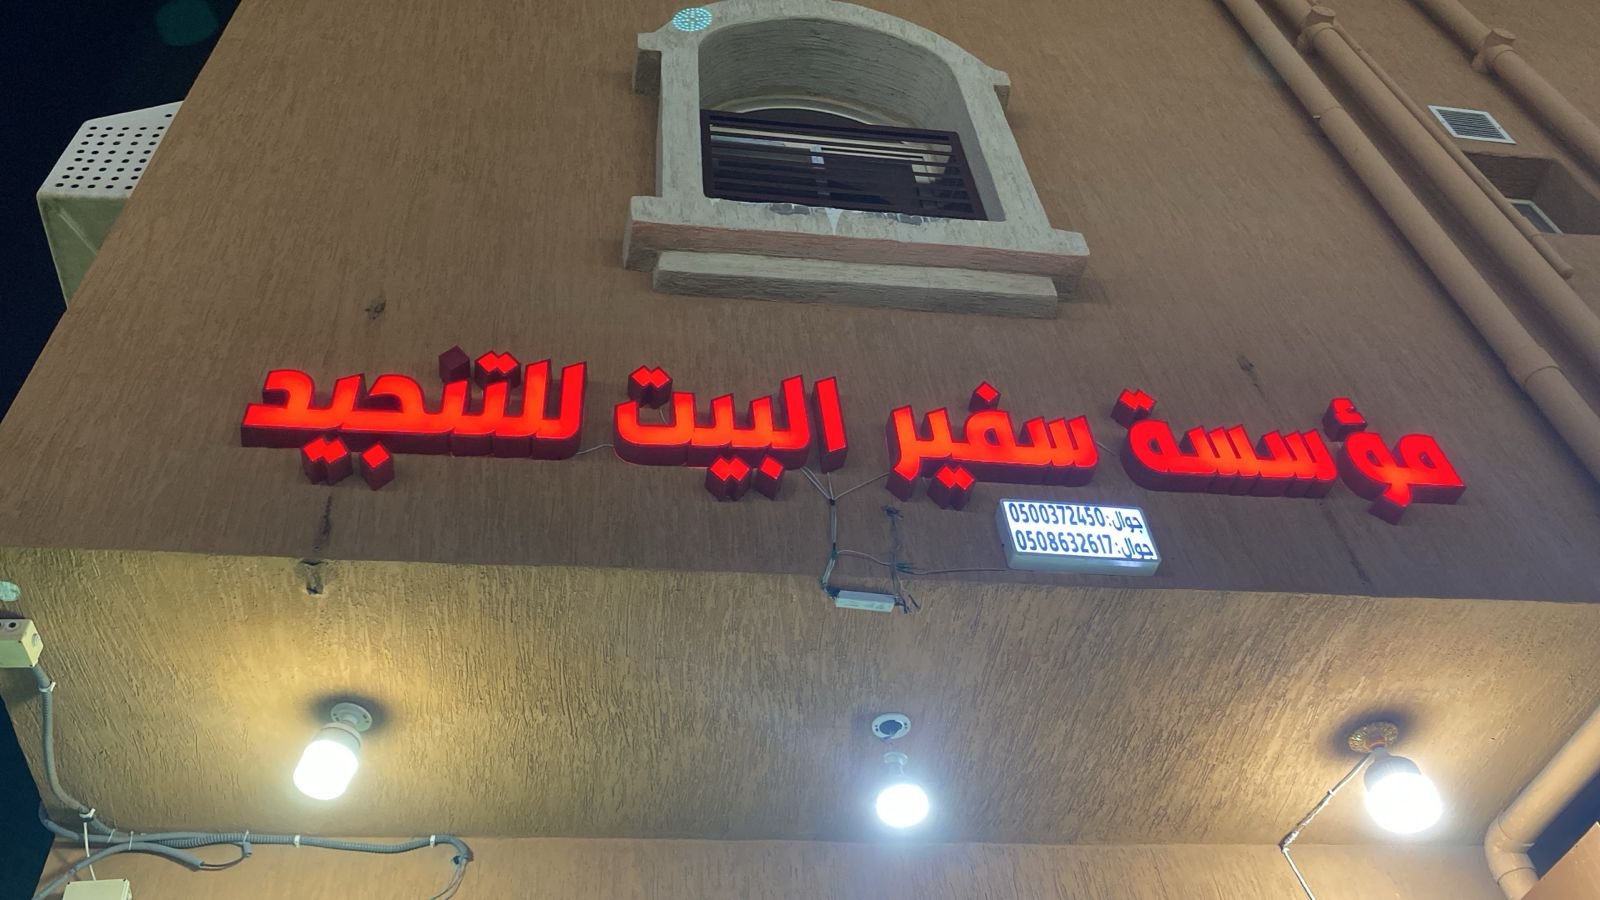 مؤسسة سفير البيت للتنجيد
جوال:0500372450
جوال:0508632617